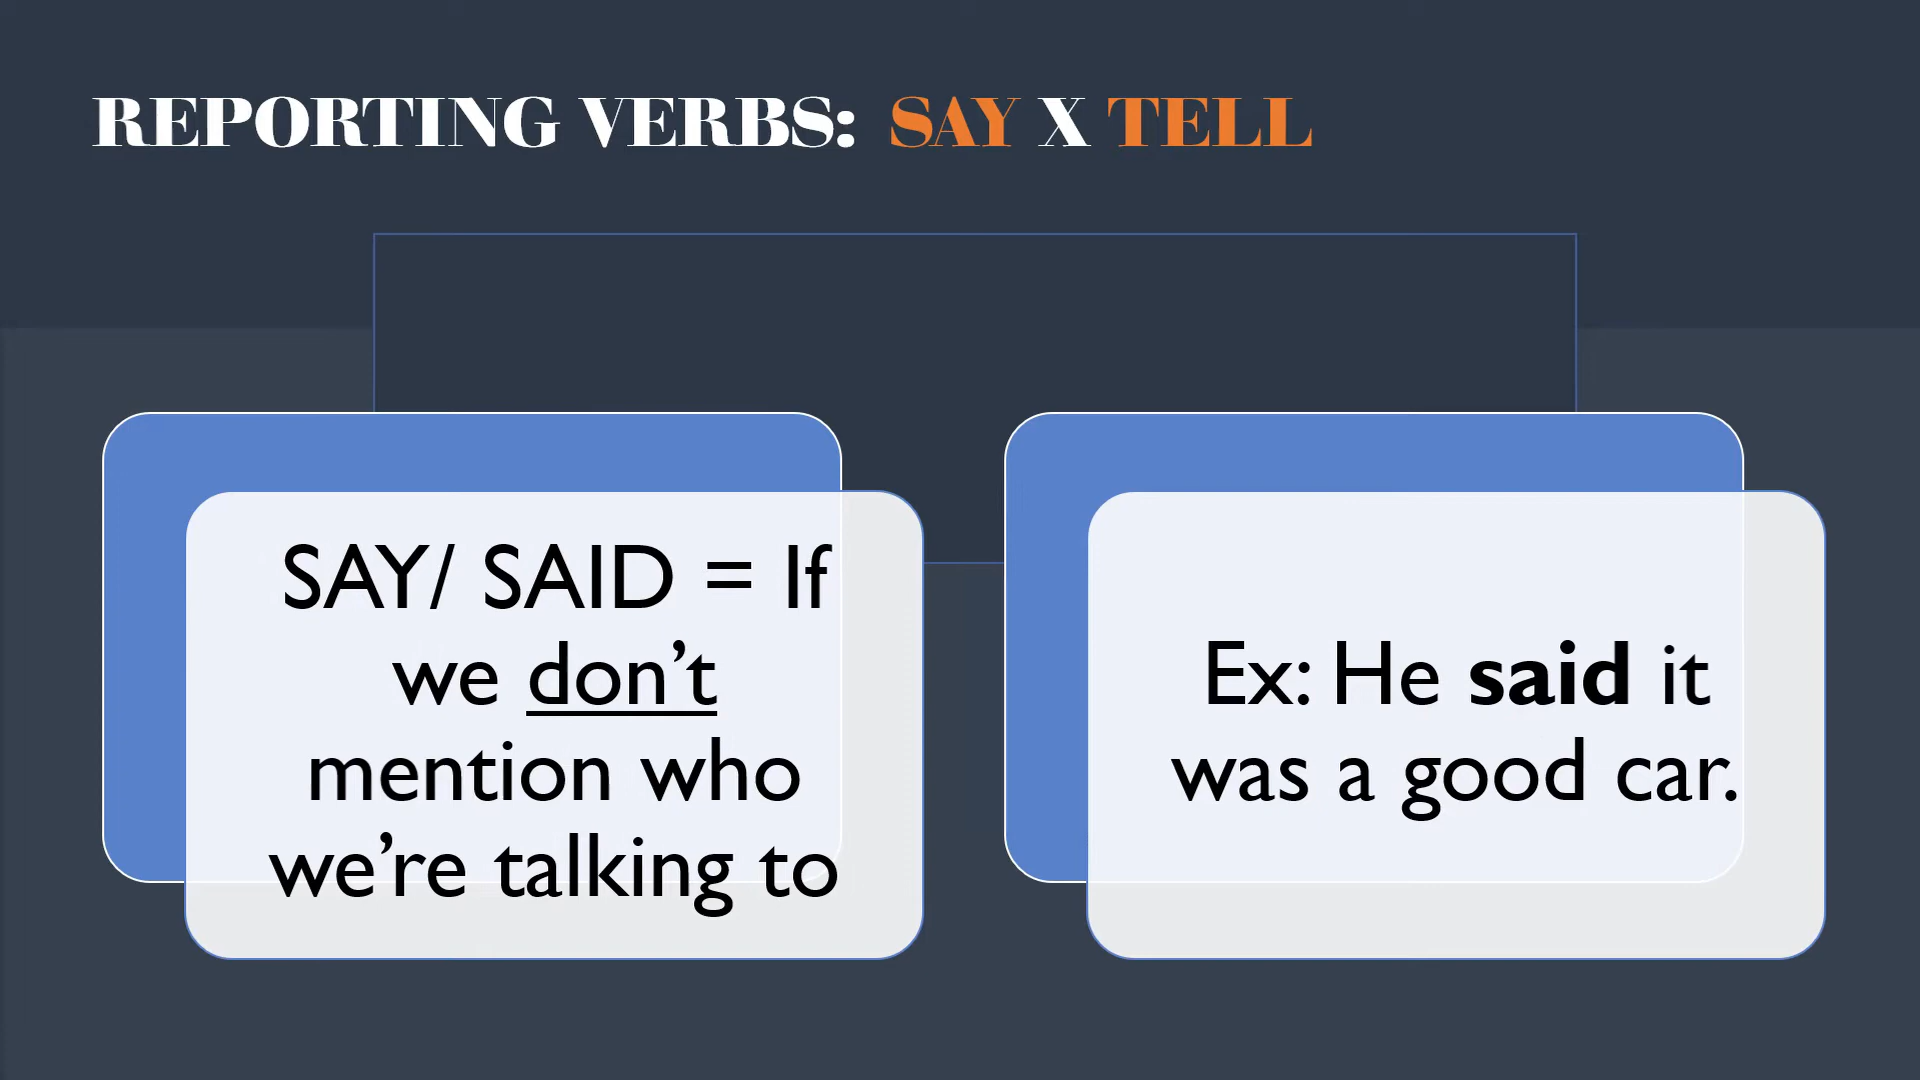 REPORTING VERBS: SAY X TELL
SAY/ SAID = If
we don’t
mention who
we’re talking to
Ex: He said it
was a good car.